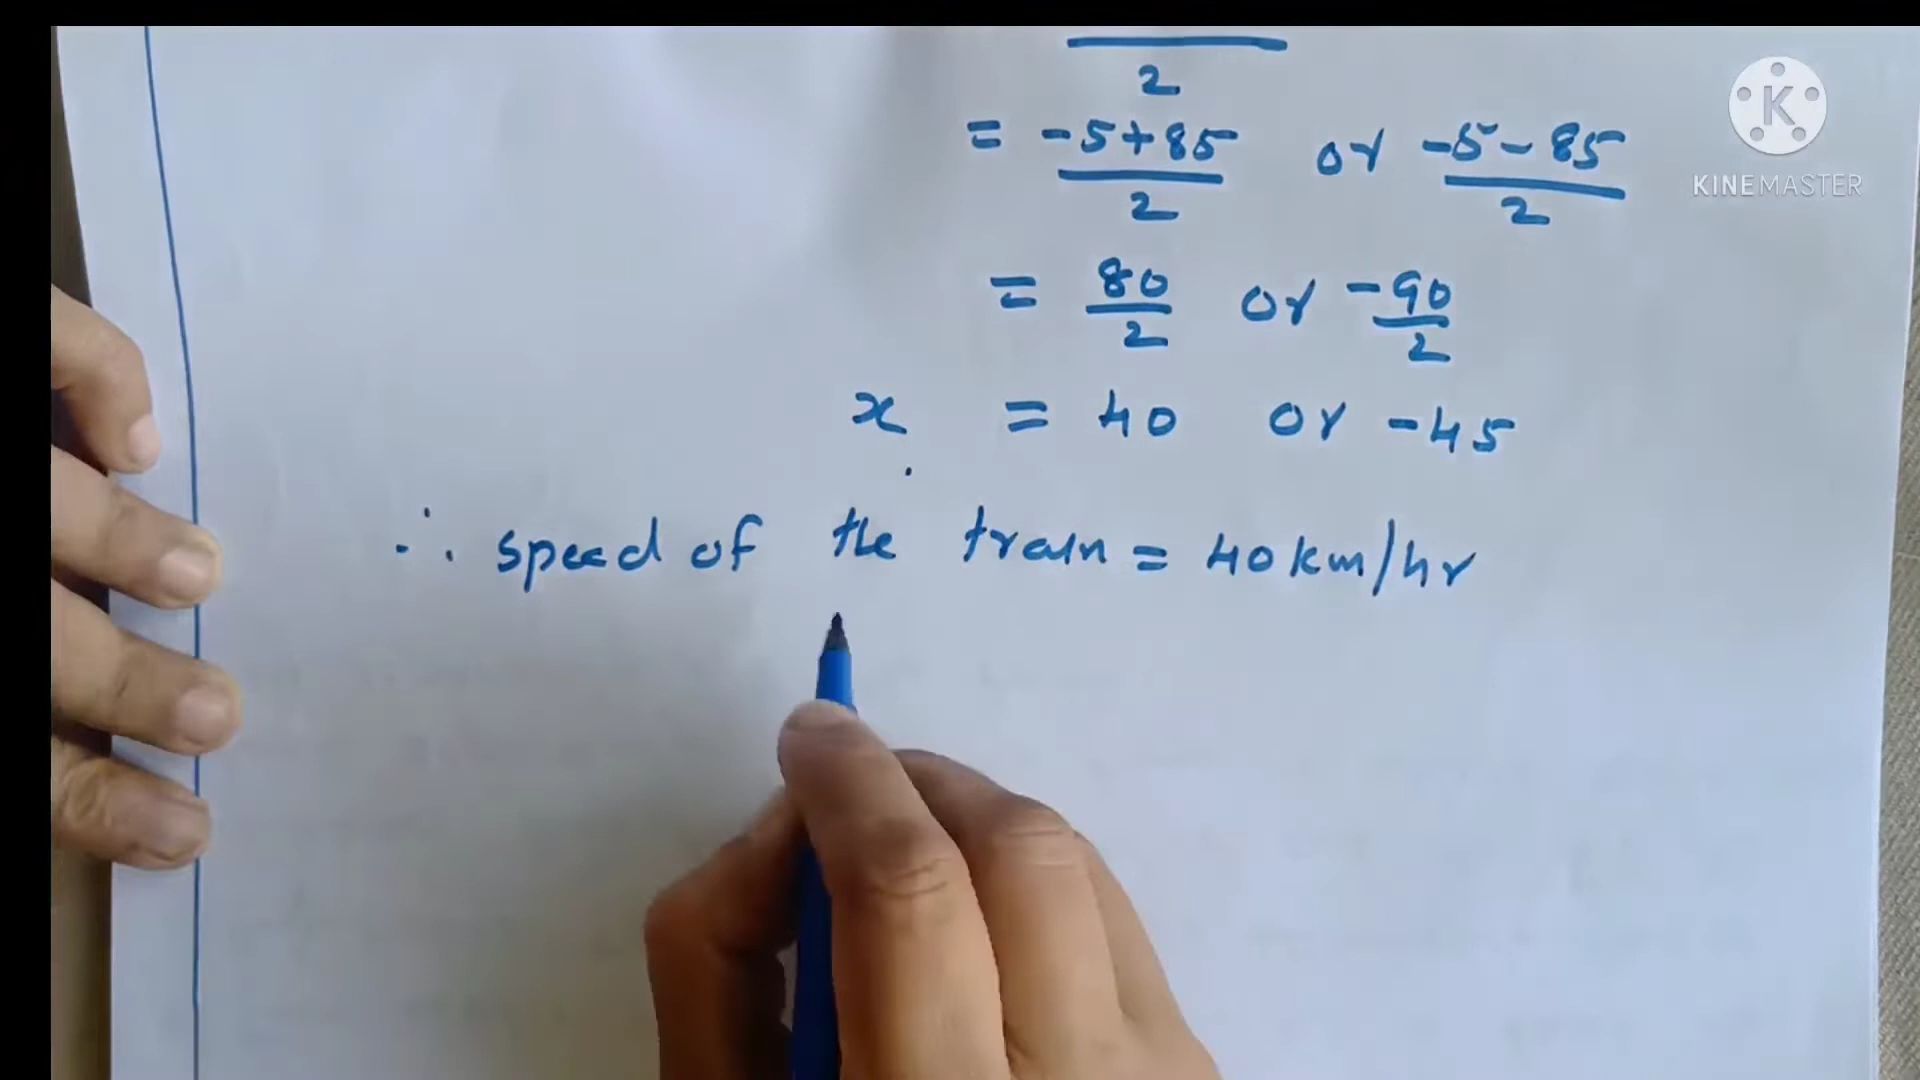 2
= -5+85 or -5-85
2 2
= 80 or -90
2 2
x = 40 or -45
∴ speed of the train = 40km/hr
K
KINEMASTER